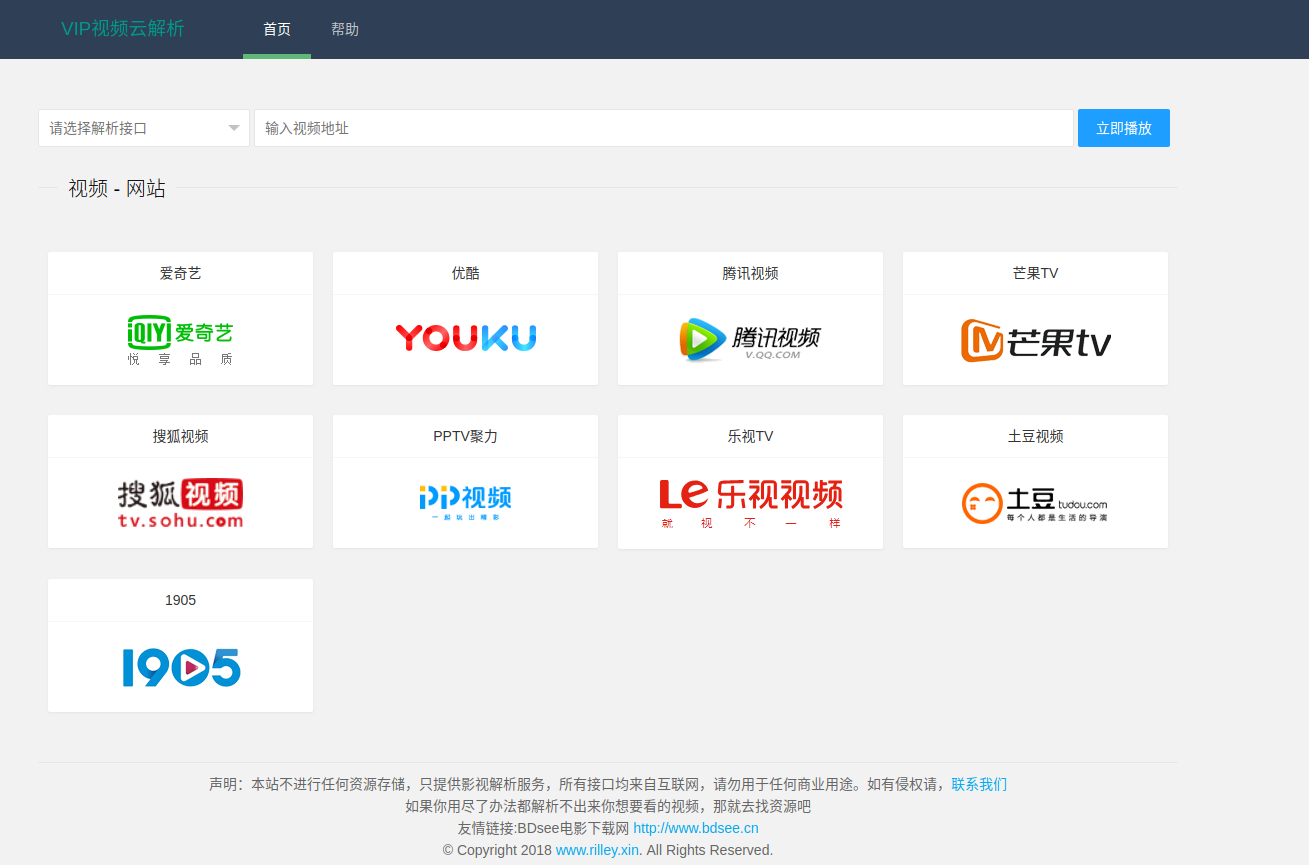 VIP视频云解析 首页 帮助
请选择解析接口 输入视频地址 立即播放
视频 - 网站
爱奇艺 优酷 腾讯视频 芒果TV
iQIYI 爱奇艺
悦享品质
YOUKU
腾讯视频
V.QQ.COM
芒果tv
搜狐视频 PPTV聚力 乐视TV 土豆视频
搜狐视频
tv.sohu.com
PP视频
一起玩出精彩
Le 乐视视频
就视不一样
土豆 tudou.com
每个人都是生活的导演
1905
1905
声明：本站不进行任何资源存储，只提供影视解析服务，所有接口均来自互联网，请勿用于任何商业用途。如有侵权请，联系我们
如果你用尽了办法都解析不出来你想要看的视频，那就去找资源吧
友情链接:BDsee电影下载网 http://www.bdsee.cn
© Copyright 2018 www.rilley.xin. All Rights Reserved.